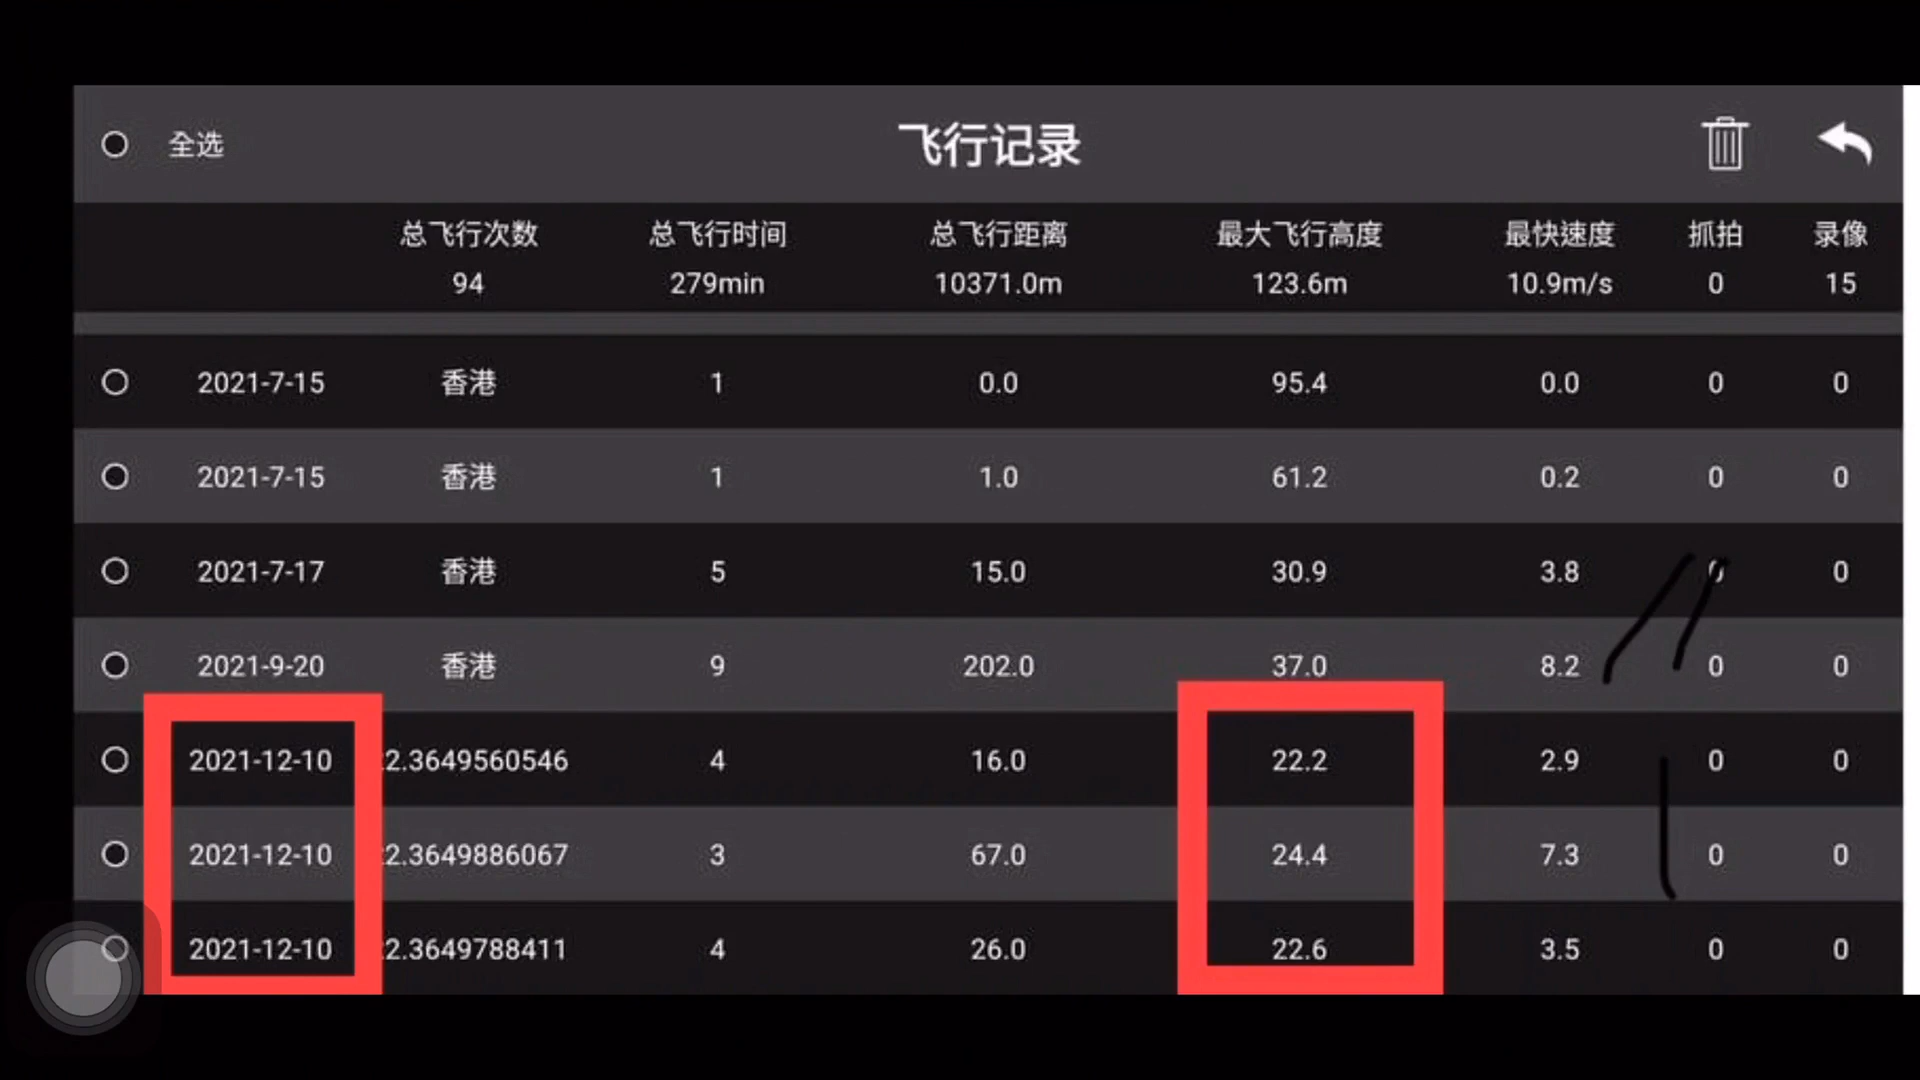 全选 飞行记录
总飞行次数 总飞行时间 总飞行距离 最大飞行高度 最快速度 抓拍 录像
94 279min 10371.0m 123.6m 10.9m/s 0 15
2021-7-15 香港 1 0.0 95.4 0.0 0 0
2021-7-15 香港 1 1.0 61.2 0.2 0 0
2021-7-17 香港 5 15.0 30.9 3.8 0 0
2021-9-20 香港 9 202.0 37.0 8.2 0 0
2021-12-10 2.3649560546 4 16.0 22.2 2.9 0 0
2021-12-10 2.3649886067 3 67.0 24.4 7.3 0 0
2021-12-10 2.3649788411 4 26.0 22.6 3.5 0 0